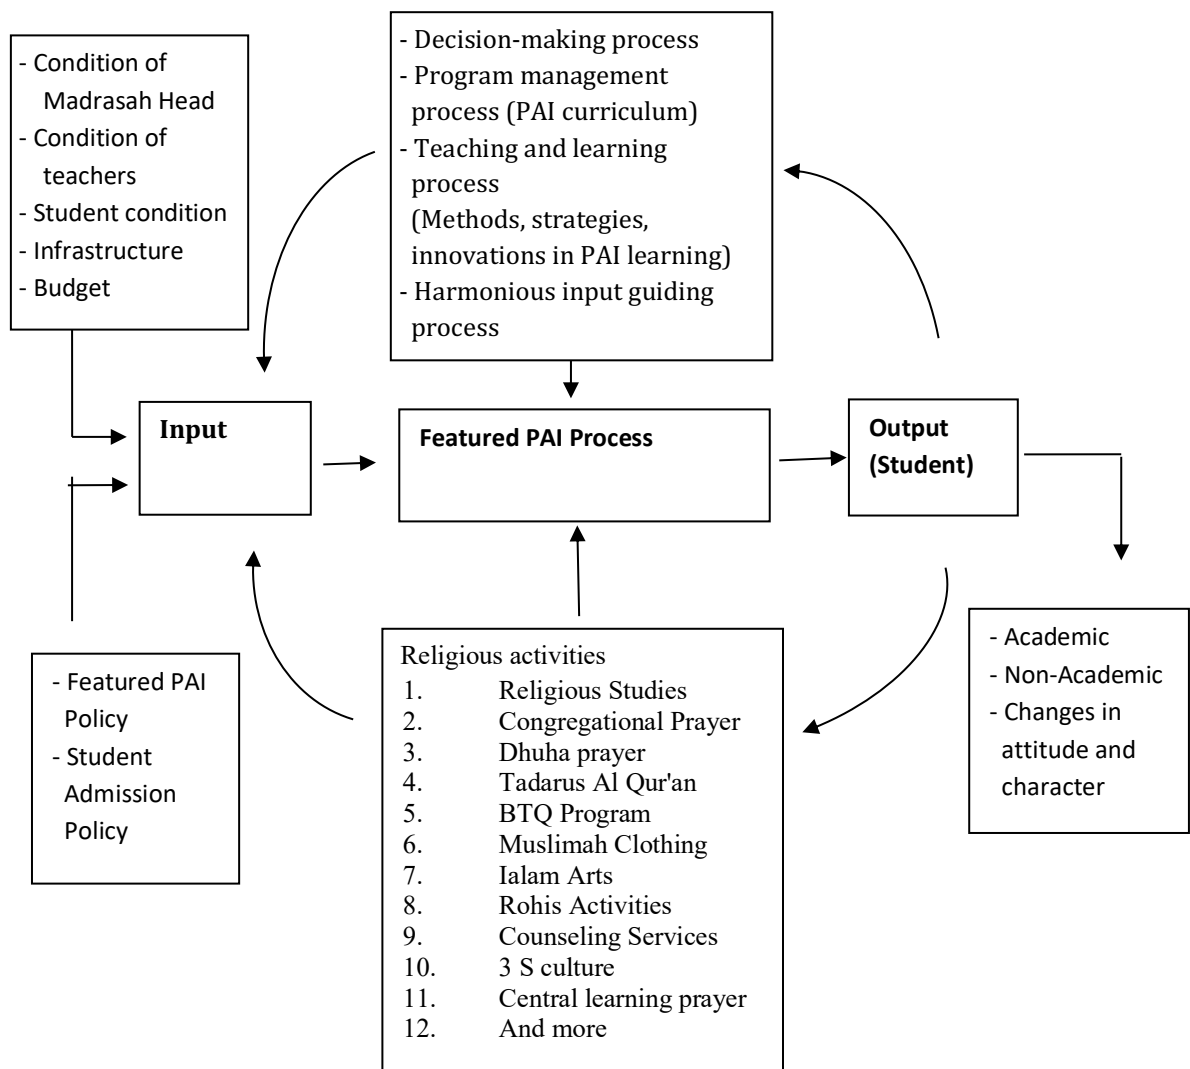 - Condition of
Madrasah Head
- Condition of
teachers
- Student condition
- Infrastructure
- Budget
- Decision-making process
- Program management
process (PAI curriculum)
- Teaching and learning
process
(Methods, strategies,
innovations in PAI learning)
- Harmonious input guiding
process
Input
Featured PAI Process
Output
(Student)
- Featured PAI
Policy
- Student
Admission
Policy
Religious activities
1. Religious Studies
2. Congregational Prayer
3. Dhuha prayer
4. Tadarus Al Qur'an
5. BTQ Program
6. Muslimah Clothing
7. Ialam Arts
8. Rohis Activities
9. Counseling Services
10. 3 S culture
11. Central learning prayer
12. And more
- Academic
- Non-Academic
- Changes in
attitude and
character